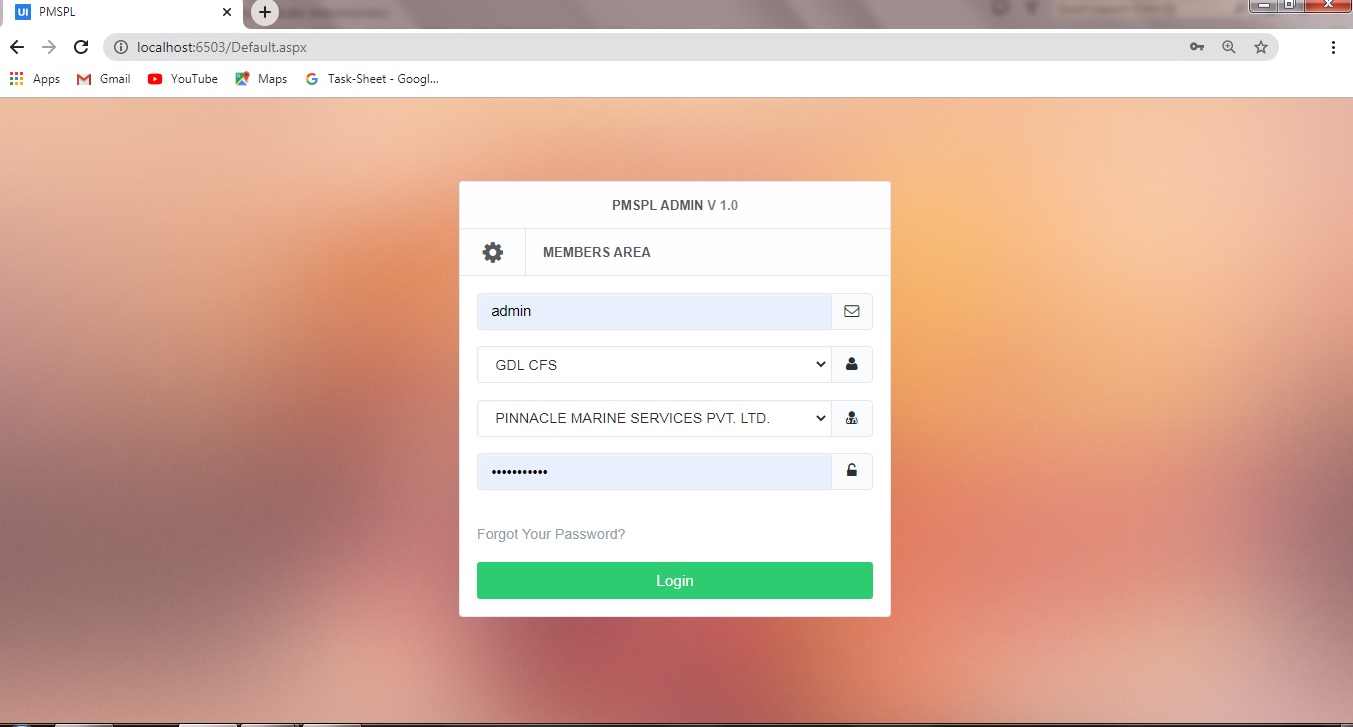 UI PMSPL
localhost:6503/Default.aspx
Apps Gmail YouTube Maps Task-Sheet - Googl...
PMSPL ADMIN V 1.0
MEMBERS AREA
admin
GDL CFS
PINNACLE MARINE SERVICES PVT. LTD.
•••••••••••
Forgot Your Password?
Login